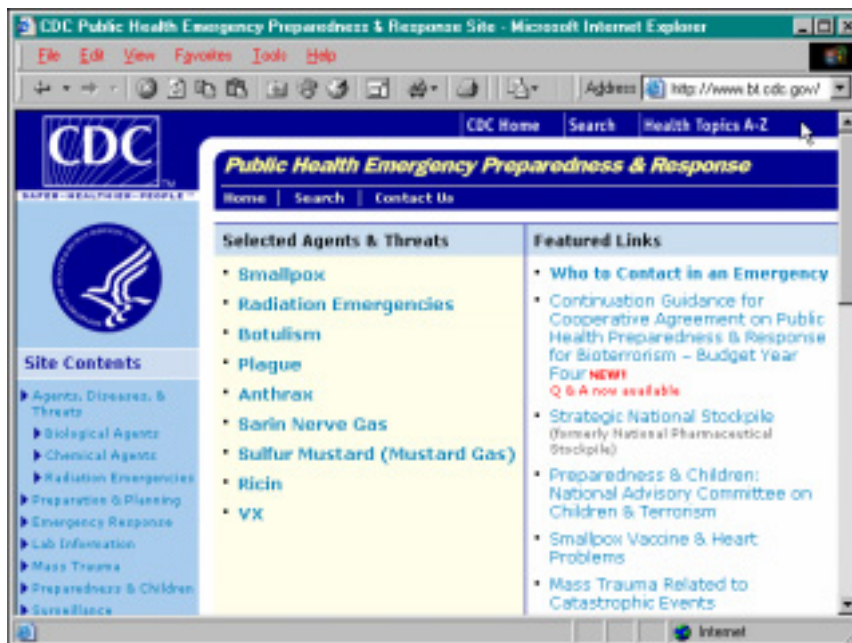 CDC Public Health Emergency Preparedness & Response Site - Microsoft Internet Explorer
File Edit View Favorites Tools Help
Address http://www.bt.cdc.gov/
CDC Home Search Health Topics A-Z
CDC
TM
SAFER•HEALTHIER•PEOPLE™
Public Health Emergency Preparedness & Response
Home | Search | Contact Us
Selected Agents & Threats
• Smallpox
• Radiation Emergencies
• Botulism
• Plague
• Anthrax
• Sarin Nerve Gas
• Sulfur Mustard (Mustard Gas)
• Ricin
• VX
Featured Links
• Who to Contact in an Emergency
• Continuation Guidance for
Cooperative Agreement on Public
Health Preparedness & Response
for Bioterrorism – Budget Year
Four NEW!
Q & A now available
• Strategic National Stockpile
(formerly National Pharmaceutical
Stockpile)
• Preparedness & Children:
National Advisory Committee on
Children & Terrorism
• Smallpox Vaccine & Heart
Problems
• Mass Trauma Related to
Catastrophic Events
Site Contents
Agents, Diseases, &
Threats
Biological Agents
Chemical Agents
Radiation Emergencies
Preparation & Planning
Emergency Response
Lab Information
Mass Trauma
Preparedness & Children
Surveillance
Internet